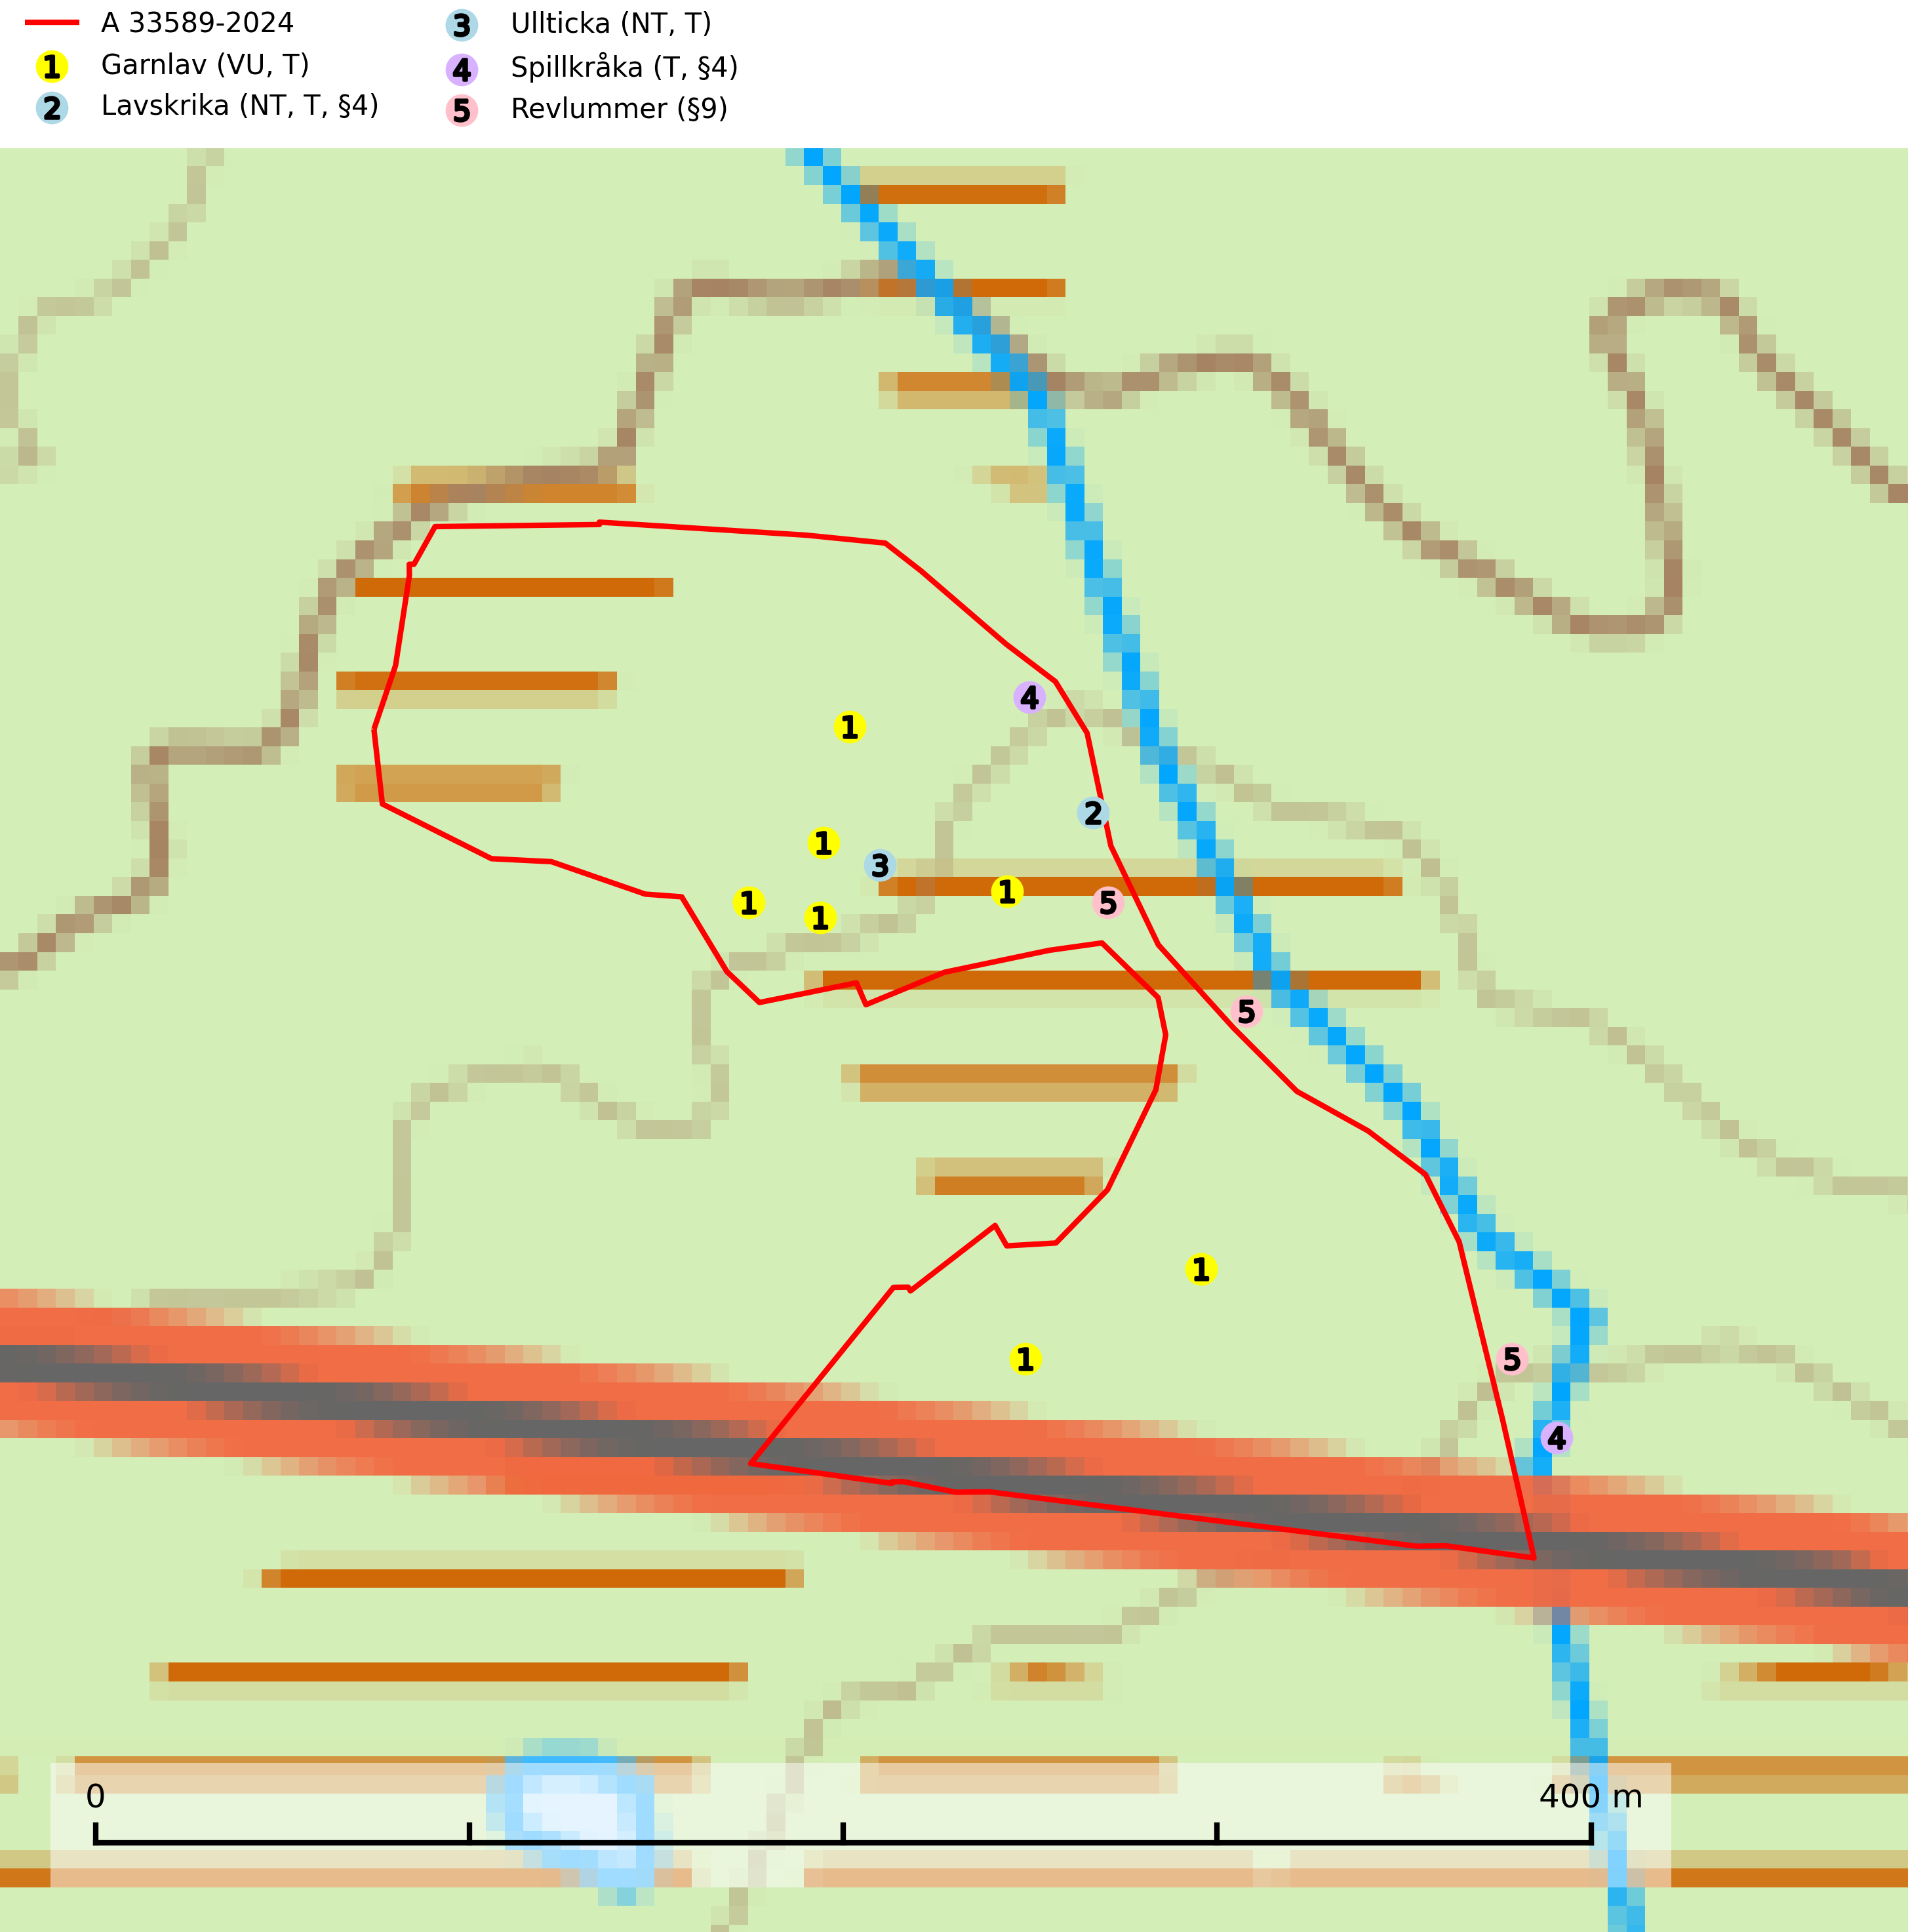 A 33589-2024
1 Garnlav (VU, T)
2 Lavskrika (NT, T, §4)
3 Ullticka (NT, T)
4 Spillkråka (T, §4)
5 Revlummer (§9)
4
1
2
1
3
1
1
5
1
5
1
1
5
4
0 400 m